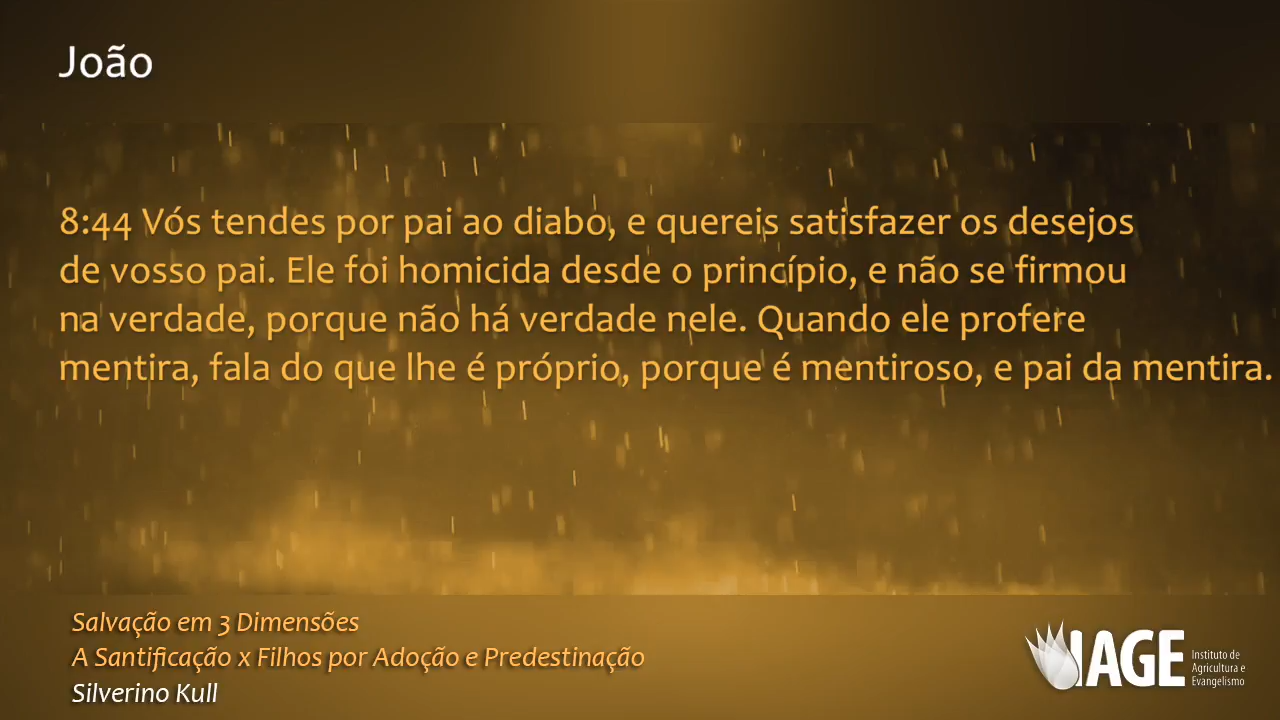 João
8:44 Vós tendes por pai ao diabo, e quereis satisfazer os desejos
de vosso pai. Ele foi homicida desde o princípio, e não se firmou
na verdade, porque não há verdade nele. Quando ele profere
mentira, fala do que lhe é próprio, porque é mentiroso, e pai da mentira.
Salvação em 3 Dimensões
A Santificação x Filhos por Adoção e Predestinação
Silverino Kull
IAGE
Instituto de
Agricultura e
Evangelismo